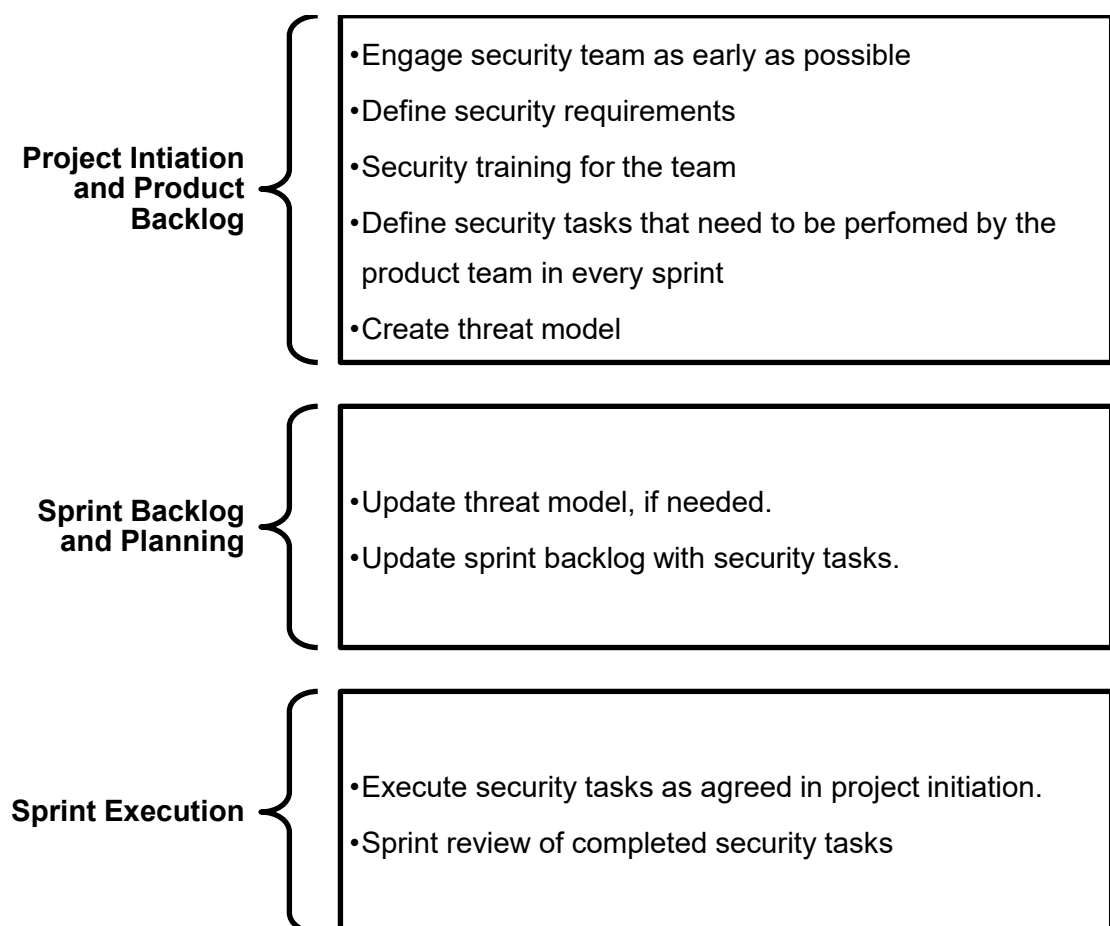 Project Intiation
and Product
Backlog
•Engage security team as early as possible
•Define security requirements
•Security training for the team
•Define security tasks that need to be perfomed by the
product team in every sprint
•Create threat model
Sprint Backlog
and Planning
•Update threat model, if needed.
•Update sprint backlog with security tasks.
Sprint Execution
•Execute security tasks as agreed in project initiation.
•Sprint review of completed security tasks